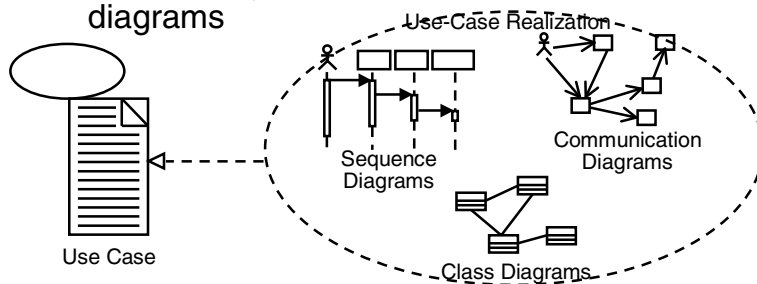 diagrams
Use-Case Realization
Sequence
Diagrams
Communication
Diagrams
Use Case
Class Diagrams